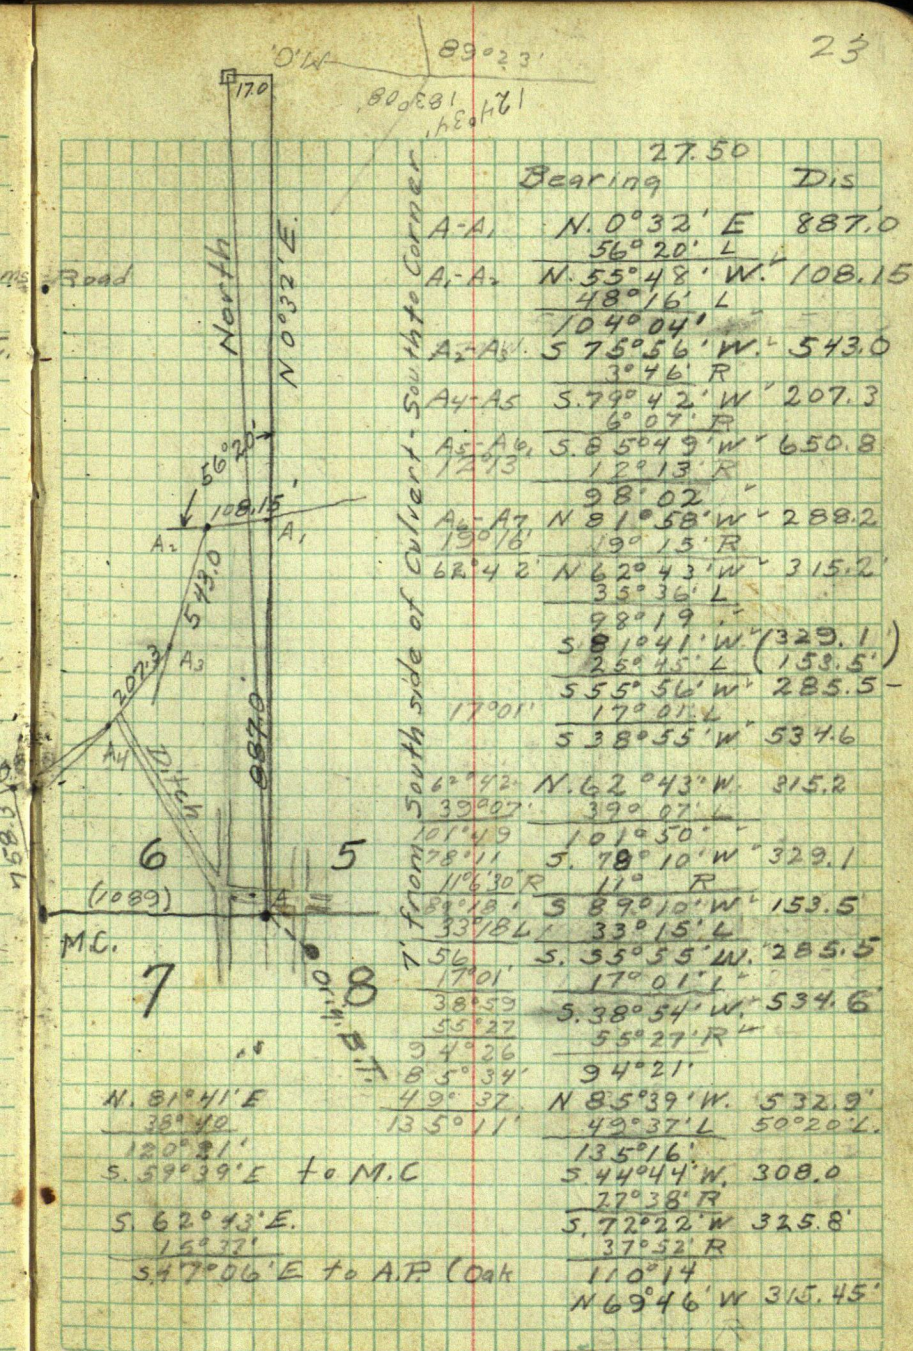 23
89°23'
M.O.
183°08'
124°34'
17.0
North
N 0°32' E.
Road
56°20'
108.15'
A2
A1
543.0
A3
207.3
A4
887.0'
758.3
6
5
(1089)
A
M.C.
7
8
7' from South side of Culvert - South to Corner
27.50
Bearing Dis
A-A1 N. 0°32' E 887.0
56°20' L
A1-A2 N. 55°48' W. 108.15
48°16' L
104°04'
A2-A3 S 75°56' W. 543.0
3°46' R
A4-A5 S. 79°42' W 207.3
6°07' R
A5-A6 S. 85°49' W 650.8
12°13' 12°13' R
98°02
A6-A7 N 81°58' W 288.2
19°16' 19°15' R
62°42' N 62°43' W 315.2'
35°36' L
98°19
S 81°41' W (329.1')
25°45' L (153.5')
S 55°56' W 285.5-
17°01' 17°01' L
S 38°55' W 534.6
62°42' N. 62°43' W. 315.2
39°07' 39°07' L
101°49 101°50'
78°11 S. 78°10' W 329.1
11°6'30" R 11° R
S 89°10' W 153.5'
33°18 L 33°15' L
56 S. 55°55' W. 285.5
17°01' 17°01' L
38°59 S. 38°54' W. 534.6
55°27 55°27' R
94°26 94°21'
85°34' N 85°39' W. 532.9'
49°37 49°37' L 50°20' L.
135°11' 135°16'
S 44°44' W. 308.0
27°38' R
S. 72°22' W 325.8'
37°52' R
110°14
N 69°46' W 315.45'
R
N. 81°41' E
38°40
120°21'
S. 59°39' E to M.C
S. 62°43' E.
15°37'
S. 47°06' E to A.P. (Oak